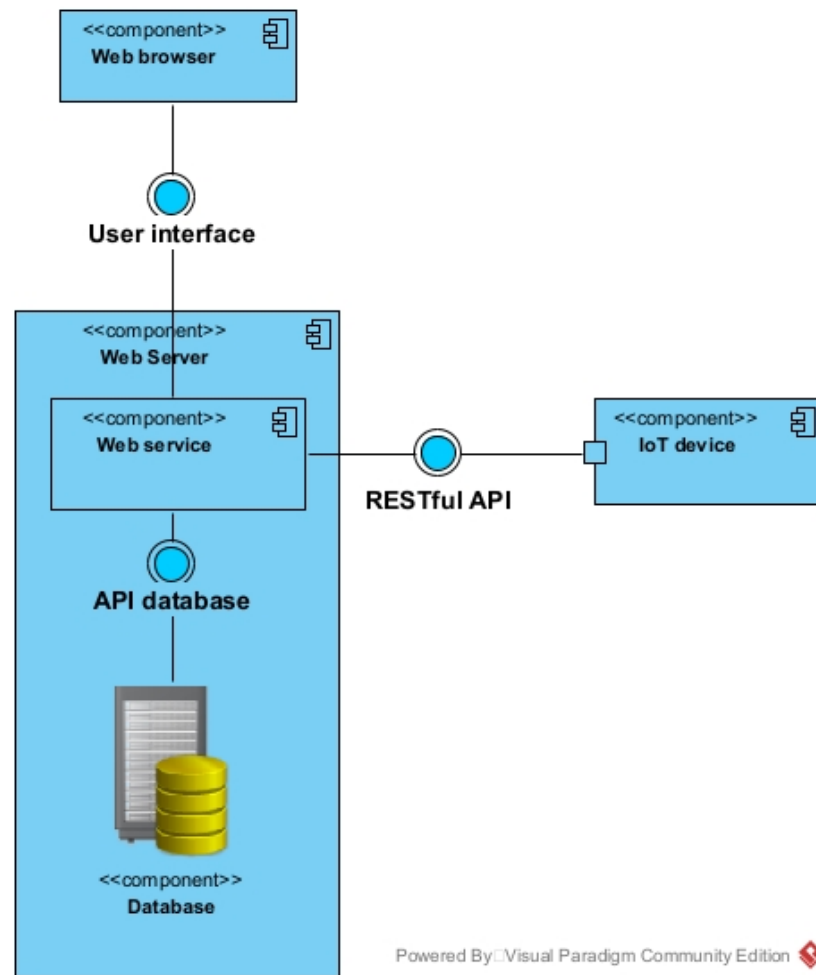 <<component>>
Web browser
User interface
<<component>>
Web Server
<<component>>
Web service
RESTful API
<<component>>
IoT device
API database
<<component>>
Database
Powered By□Visual Paradigm Community Edition